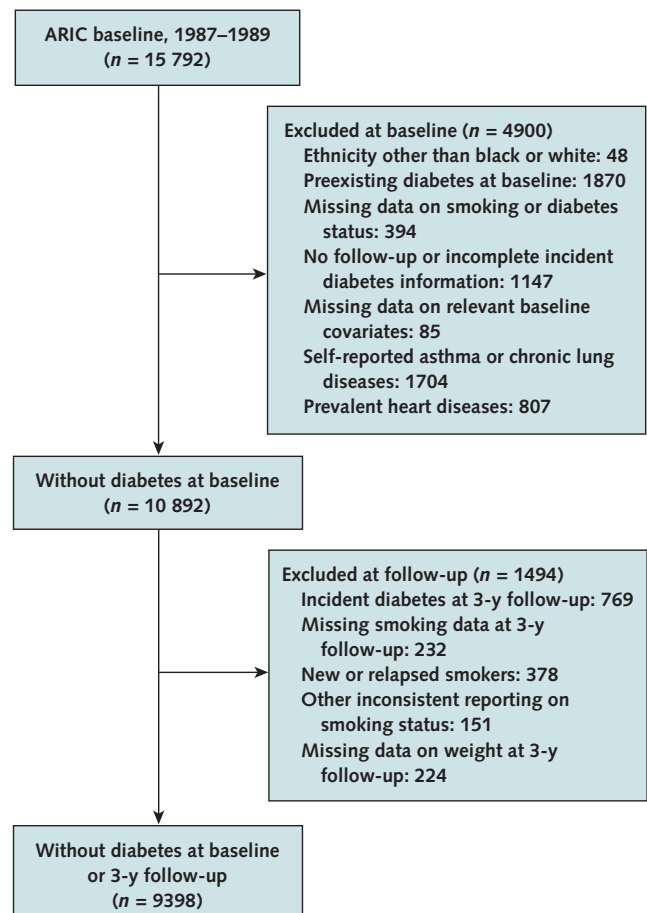 ARIC baseline, 1987–1989
(n = 15 792)
Excluded at baseline (n = 4900)
Ethnicity other than black or white: 48
Preexisting diabetes at baseline: 1870
Missing data on smoking or diabetes
status: 394
No follow-up or incomplete incident
diabetes information: 1147
Missing data on relevant baseline
covariates: 85
Self-reported asthma or chronic lung
diseases: 1704
Prevalent heart diseases: 807
Without diabetes at baseline
(n = 10 892)
Excluded at follow-up (n = 1494)
Incident diabetes at 3-y follow-up: 769
Missing smoking data at 3-y
follow-up: 232
New or relapsed smokers: 378
Other inconsistent reporting on
smoking status: 151
Missing data on weight at 3-y
follow-up: 224
Without diabetes at baseline
or 3-y follow-up
(n = 9398)